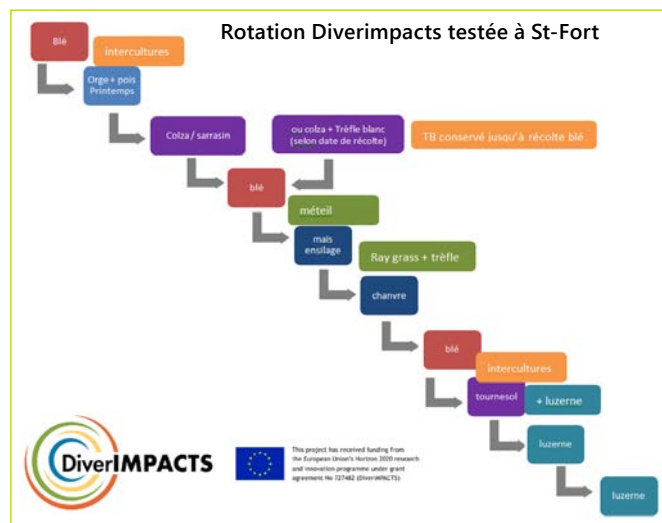 Rotation Diverimpacts testée à St-Fort
Blé
intercultures
Orge + pois
Printemps
Colza / sarrasin
ou colza + Trèfle blanc
(selon date de récolte)
TB conservé jusqu'à récolte blé
blé
méteil
mais
ensilage
Ray grass + trèfle
chanvre
blé
intercultures
tournesol
+ luzerne
luzerne
luzerne
DiverIMPACTS
This project has received funding from
the European Union's Horizon 2020 research
and innovation programme under grant
agreement No 727482 (DiverIMPACTS)